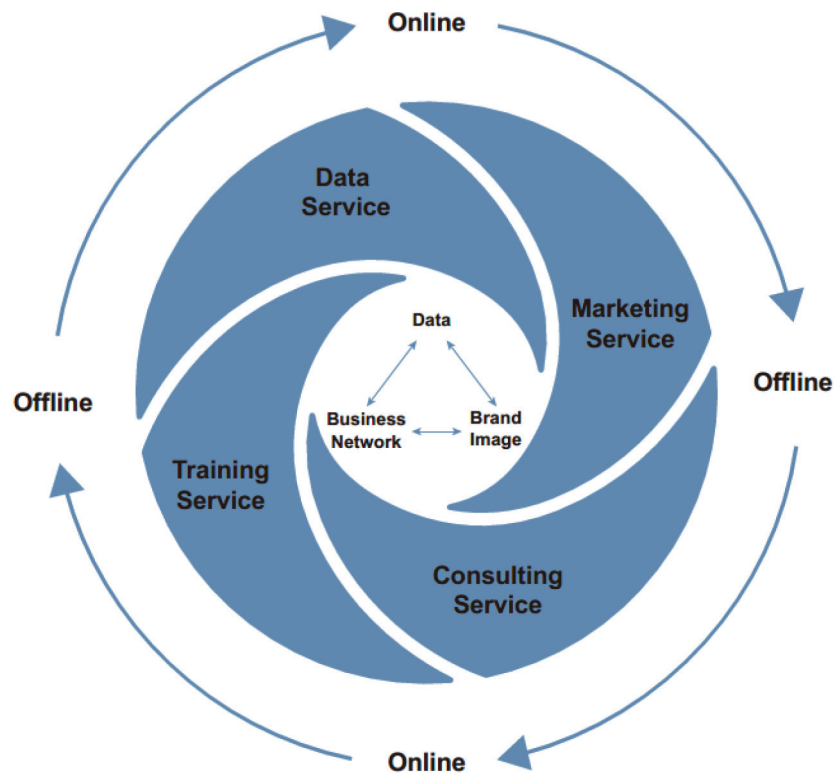 Online
Data
Service
Marketing
Service
Data
Offline
Offline
Business
Network
Brand
Image
Training
Service
Consulting
Service
Online